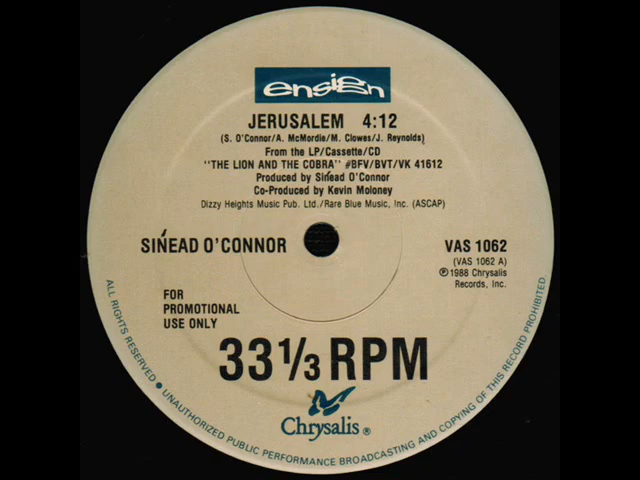 ensign
JERUSALEM 4:12
(S. O'Connor/A. McMordie/M. Clowes/J. Reynolds)
From the LP/Cassette/CD
"THE LION AND THE COBRA" #BFV/BVT/VK 41612
Produced by Sinéad O'Connor
Co-Produced by Kevin Moloney
Dizzy Heights Music Pub. Ltd./Rare Blue Music, Inc. (ASCAP)
SINÉAD O'CONNOR
VAS 1062
(VAS 1062 A)
℗1988 Chrysalis
Records, Inc.
FOR
PROMOTIONAL
USE ONLY
33 1/3 RPM
Chrysalis ®
ALL RIGHTS RESERVED • UNAUTHORIZED PUBLIC PERFORMANCE BROADCASTING AND COPYING OF THIS RECORD PROHIBITED.